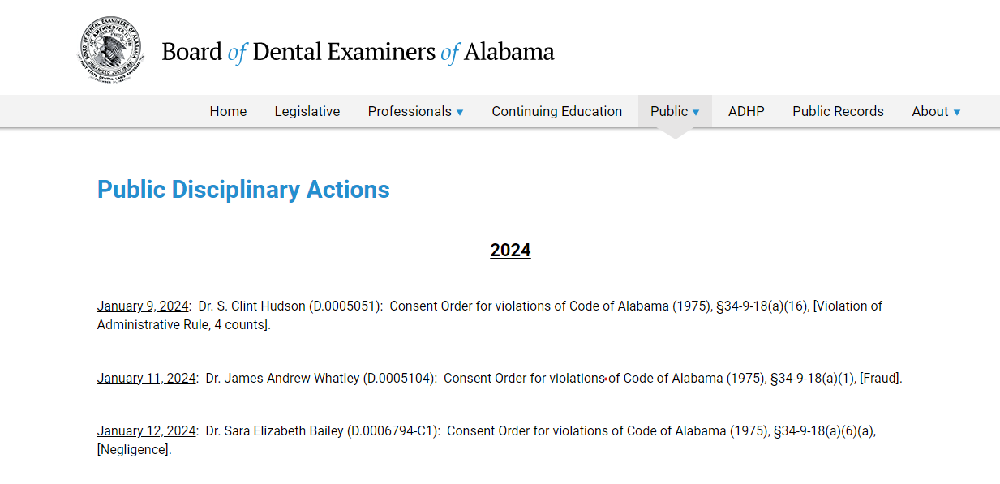 Board of Dental Examiners of Alabama
Home Legislative Professionals Continuing Education Public ADHP Public Records About
Public Disciplinary Actions
2024
January 9, 2024: Dr. S. Clint Hudson (D.0005051): Consent Order for violations of Code of Alabama (1975), §34-9-18(a)(16), [Violation of
Administrative Rule, 4 counts].
January 11, 2024: Dr. James Andrew Whatley (D.0005104): Consent Order for violations of Code of Alabama (1975), §34-9-18(a)(1), [Fraud].
January 12, 2024: Dr. Sara Elizabeth Bailey (D.0006794-C1): Consent Order for violations of Code of Alabama (1975), §34-9-18(a)(6)(a),
[Negligence].